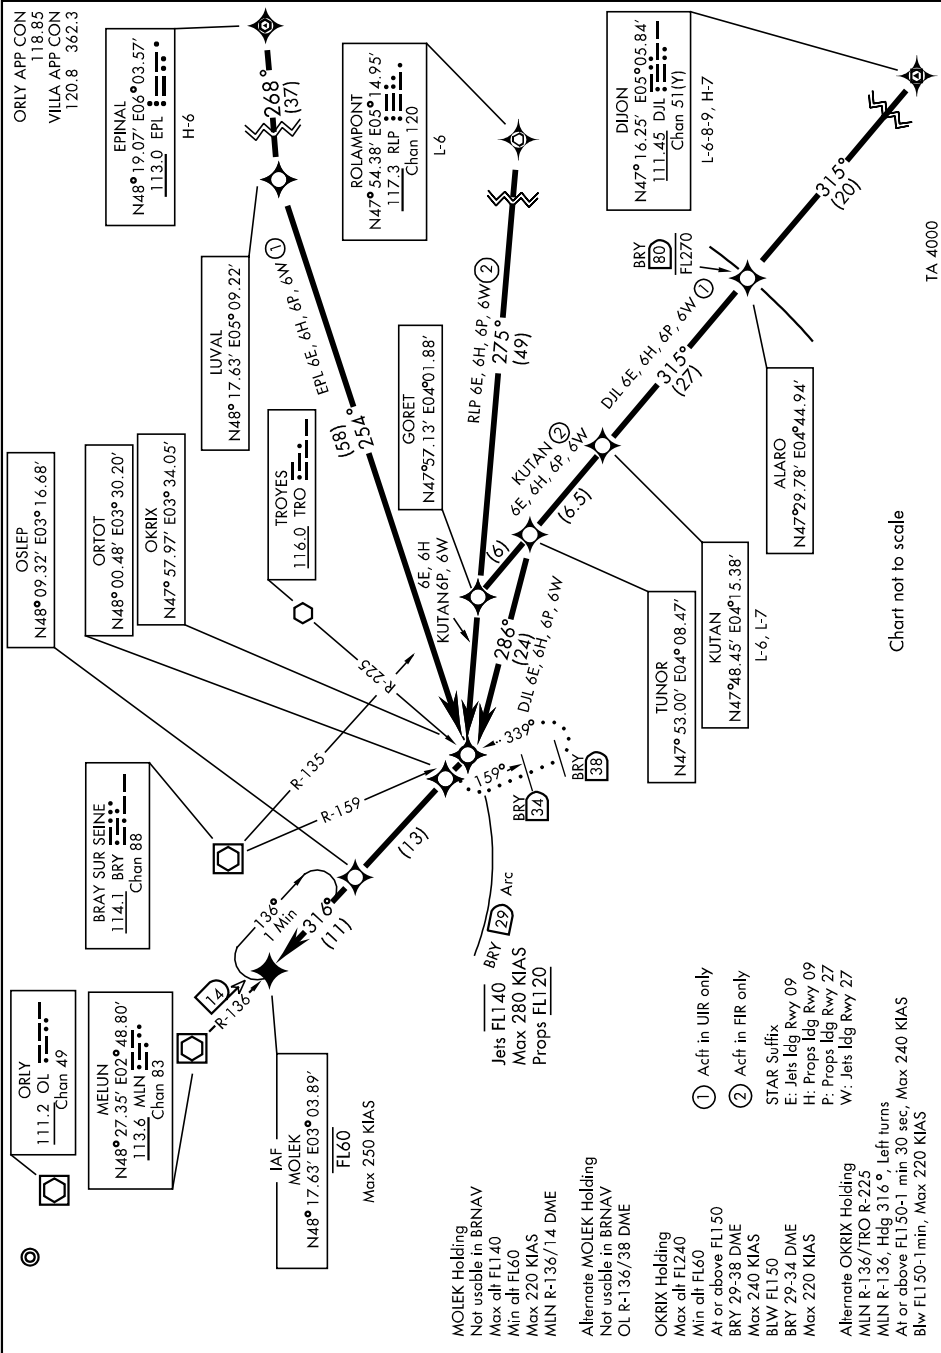 ORLY APP CON
118.85
VILLA APP CON
120.8 362.3
EPINAL
N48° 19.07' E06° 03.57'
113.0 EPL
H-6
268°
(37)
ROLAMPONT
N47° 54.38' E05° 14.95'
117.3 RLP
Chan 120
L-6
DIJON
N47° 16.25' E05° 05.84'
111.45 DJL
Chan 51(Y)
L-6-8-9, H-7
315°
(20)
TA 4000
LUVAL
N48° 17.63' E05° 09.22'
EPL 6E, 6H, 6P, 6W 1
(58)
254°
RLP 6E, 6H, 6P, 6W 2
275°
(49)
BRY
80
FL270
DJL 6E, 6H, 6P, 6W 1
315°
(27)
GORET
N47° 57.13' E04° 01.88'
ALARO
N47° 29.78' E04° 44.94'
TROYES
116.0 TRO
KUTAN 2
6E, 6H, 6P, 6W
(6.5)
(6)
OSLEP
N48° 09.32' E03° 16.68'
ORTOT
N48° 00.48' E03° 30.20'
OKRIX
N47° 57.97' E03° 34.05'
6E, 6H
KUTAN 6P, 6W
286°
(24)
DJL 6E, 6H, 6P, 6W
TUNOR
N47° 53.00' E04° 08.47'
KUTAN
N47° 48.45' E04° 15.38'
L-6, L-7
Chart not to scale
R-225
R-135
R-159
339°
159°
BRY
34
BRY
38
BRAY SUR SEINE
114.1 BRY
Chan 88
(13)
136°
1 Min
316°
(11)
BRY 29 Arc
Jets FL140
Max 280 KIAS
Props FL120
14
R-136
ORLY
111.2 OL
Chan 49
MELUN
N48° 27.35' E02° 48.80'
113.6 MLN
Chan 83
IAF
MOLEK
N48° 17.63' E03° 03.89'
FL60
Max 250 KIAS
1 Acft in UIR only
2 Acft in FIR only
STAR Suffix
E: Jets ldg Rwy 09
H: Props ldg Rwy 09
P: Props ldg Rwy 27
W: Jets ldg Rwy 27
MOLEK Holding
Not usable in BRNAV
Max alt FL140
Min alt FL60
Max 220 KIAS
MLN R-136/14 DME
Alternate MOLEK Holding
Not usable in BRNAV
OL R-136/38 DME
OKRIX Holding
Max alt FL240
Min alt FL60
At or above FL150
BRY 29-38 DME
Max 240 KIAS
BLW FL150
BRY 29-34 DME
Max 220 KIAS
Alternate OKRIX Holding
MLN R-136/TRO R-225
MLN R-136, Hdg 316°, Left turns
At or above FL150-1 min 30 sec, Max 240 KIAS
Blw FL150-1min, Max 220 KIAS